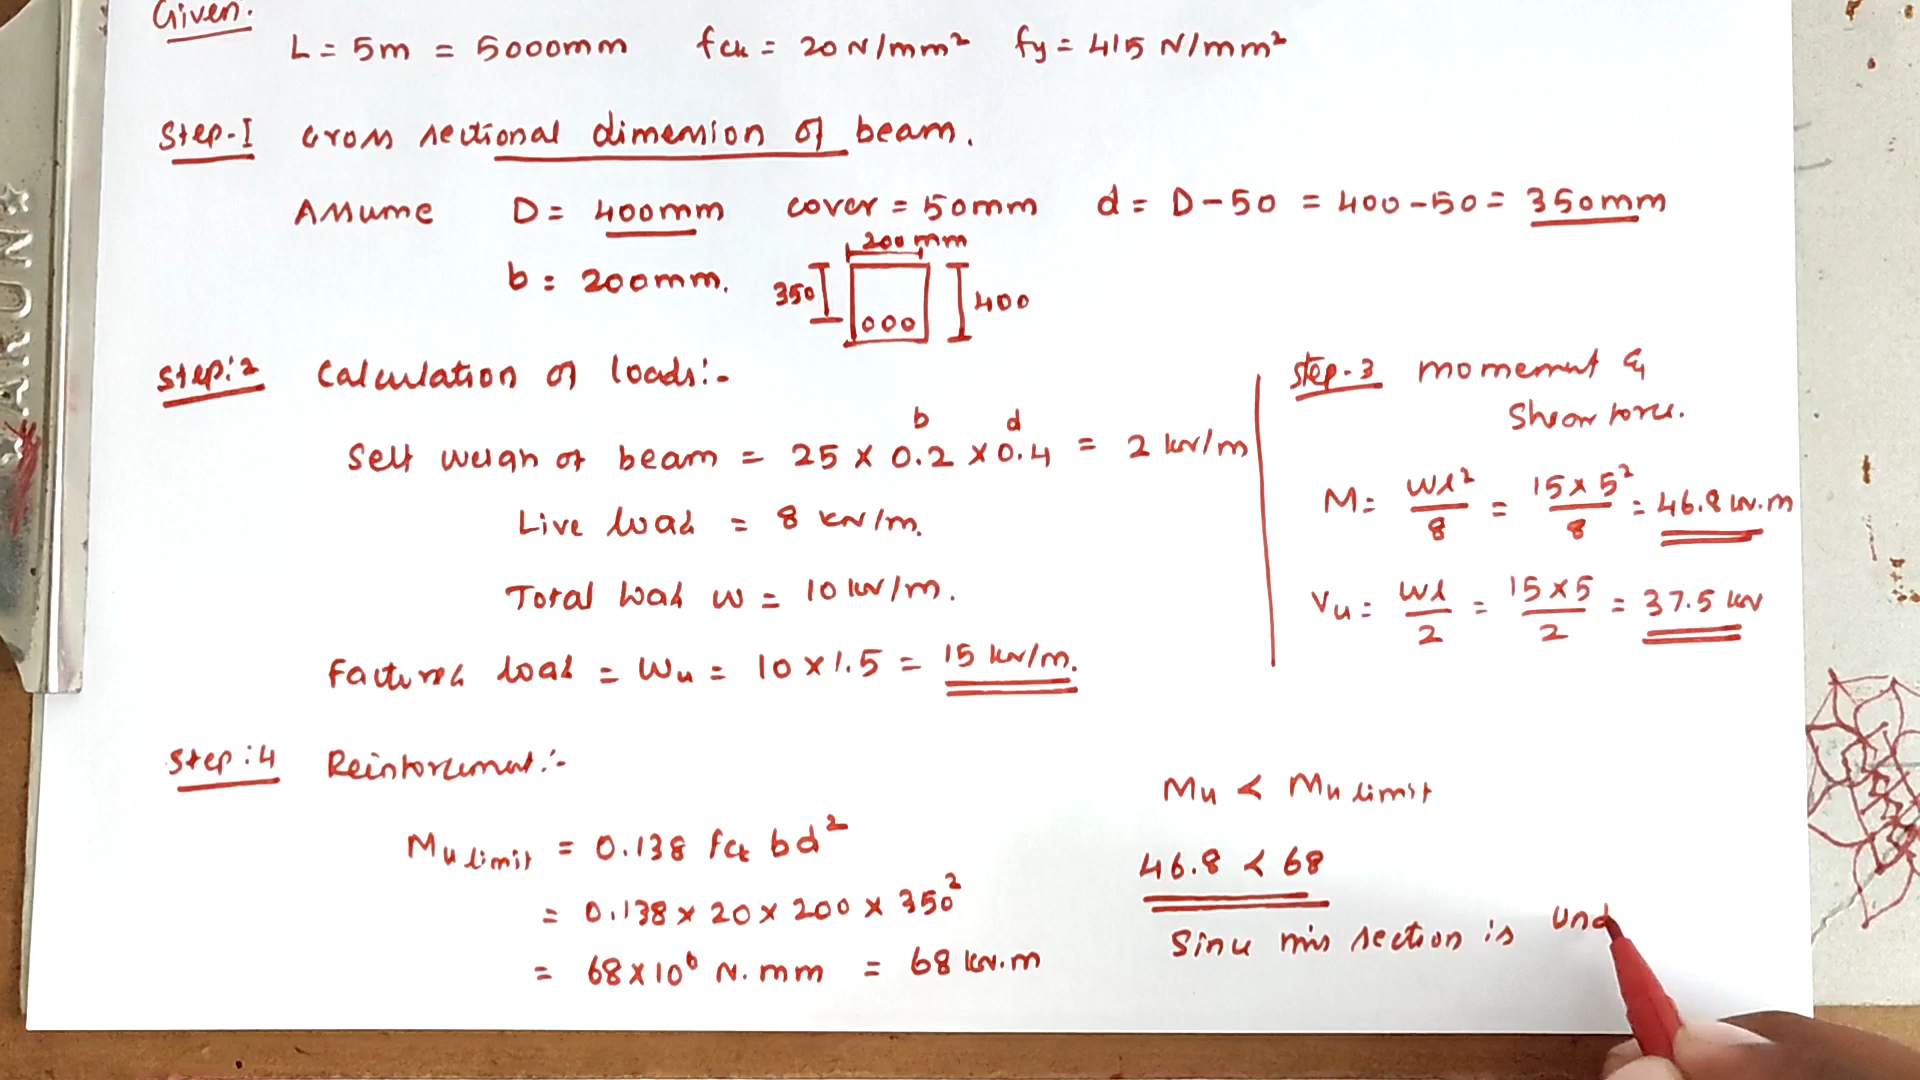 Given.
L = 5m = 5000mm   fck = 20 N/mm²   fy = 415 N/mm²
Step-I   Cross sectional dimension of beam.
Assume   D = 400mm   cover = 50mm   d = D-50 = 400-50 = 350mm
b = 200mm.
200 mm
350
400
Step:2   Calculation of loads:-
b   d
Self weigh of beam = 25 x 0.2 x 0.4 = 2 kN/m
Live load = 8 kN/m.
Total load w = 10 kN/m.
Factured load = Wu = 10 x 1.5 = 15 kN/m.
Step-3   moment &
Shear force.
M = wl²/8 = 15 x 5²/8 = 46.8 kN.m
Vu = wl/2 = 15 x 5/2 = 37.5 kN
Step:4   Reinforcement:-
Mu limit = 0.138 fck bd²
= 0.138 x 20 x 200 x 350²
= 68 x 10⁶ N.mm = 68 kN.m
Mu < Mu limit
46.8 < 68
Since this section is und